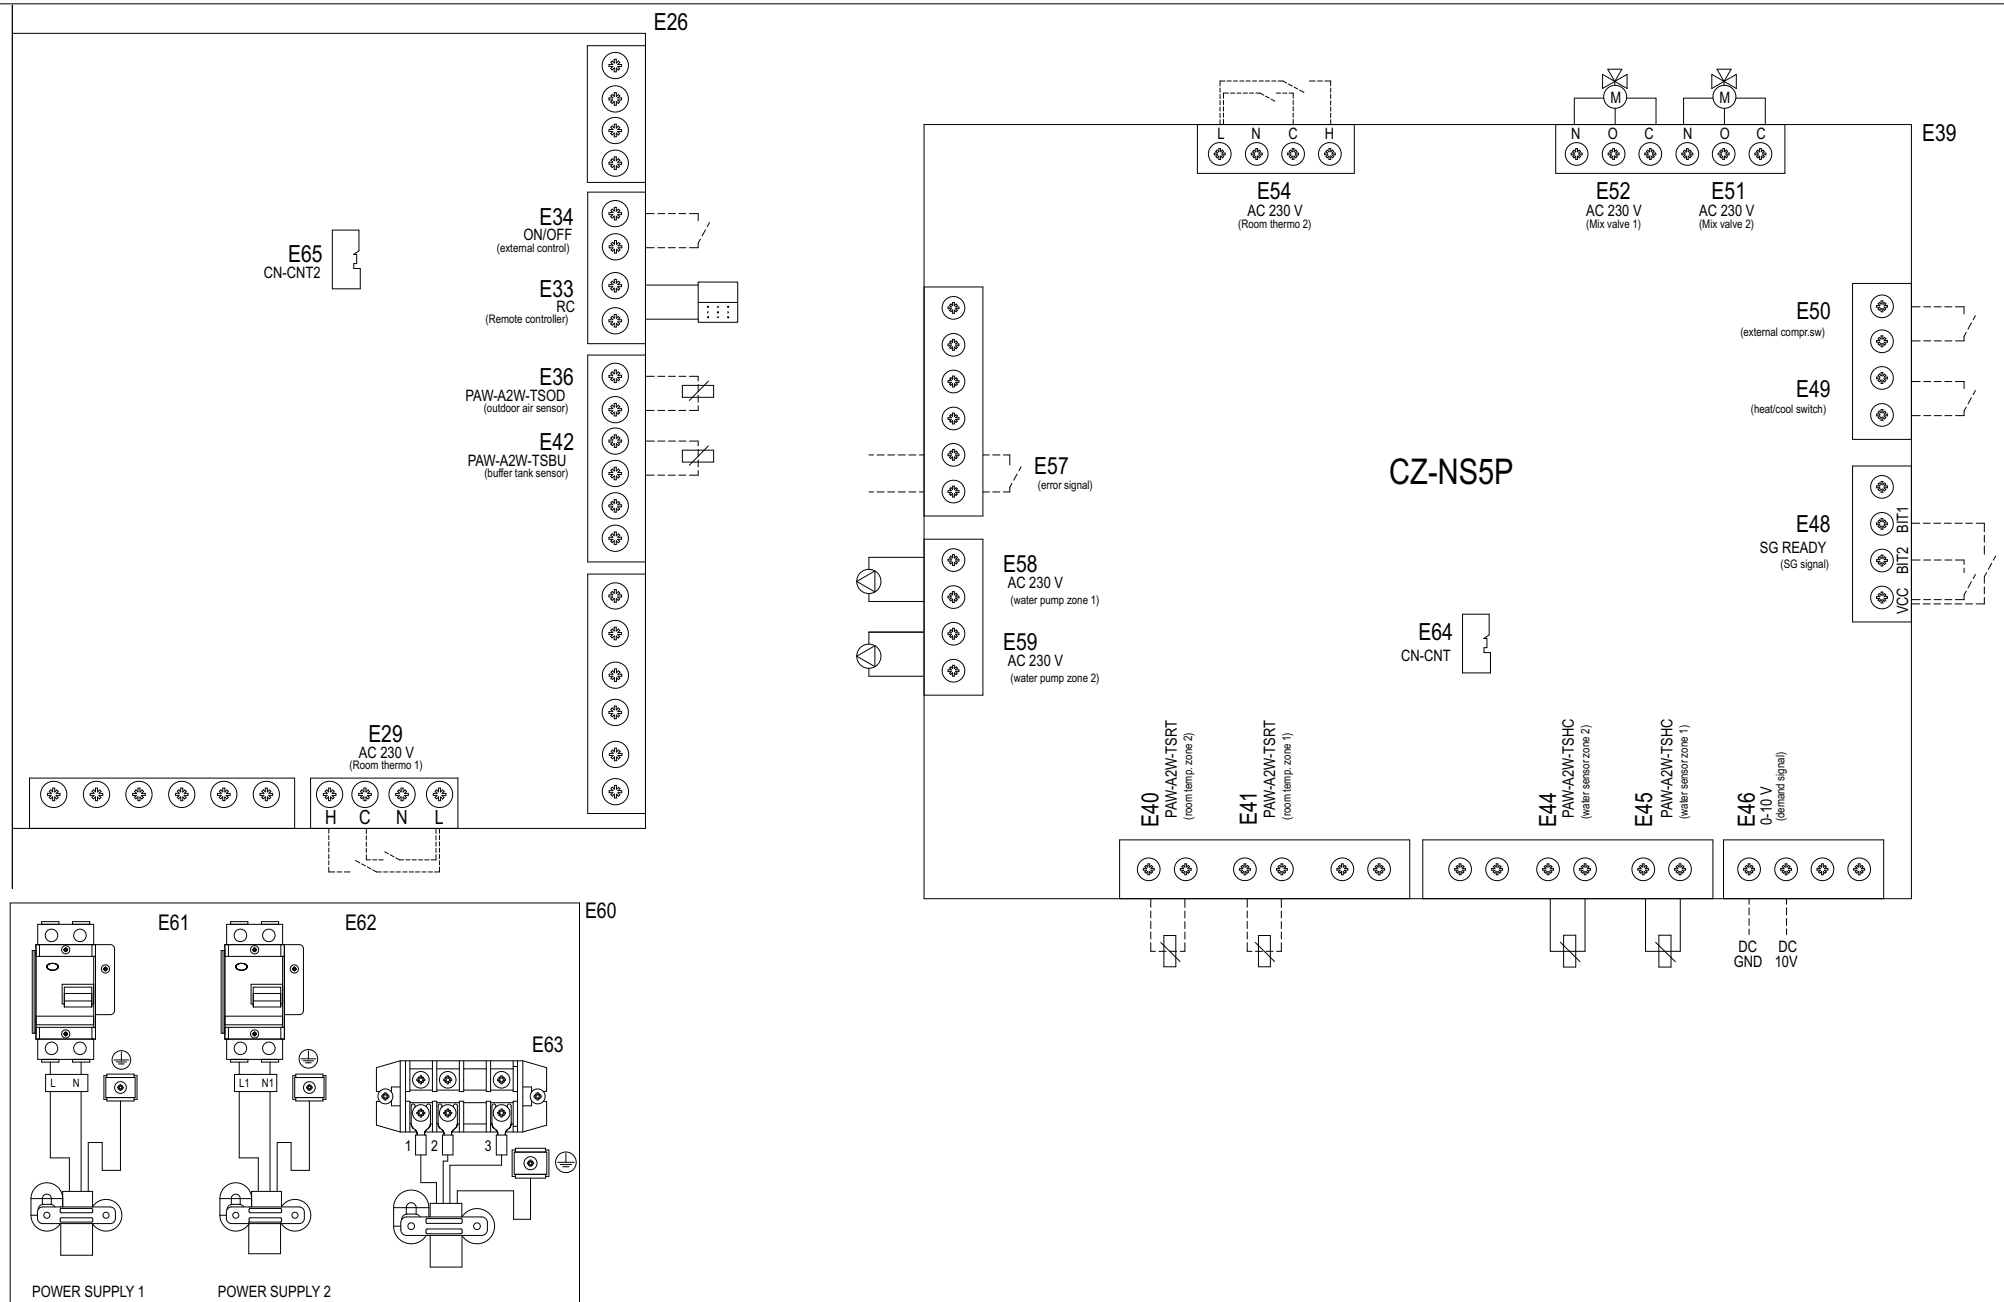 E26
E34
ON/OFF
(external control)
E65
CN-CNT2
E33
RC
(Remote controller)
E36
PAW-A2W-TSOD
(outdoor air sensor)
E42
PAW-A2W-TSBU
(buffer tank sensor)
E29
AC 230 V
(Room thermo 1)
H C N L
E39
L N C H
E54
AC 230 V
(Room thermo 2)
N O C N O C
E52
AC 230 V
(Mix valve 1)
E51
AC 230 V
(Mix valve 2)
E50
(external compr.sw)
E49
(heat/cool switch)
CZ-NS5P
E57
(error signal)
E48
SG READY
(SG signal)
BIT1
BIT2
VCC
E58
AC 230 V
(water pump zone 1)
E59
AC 230 V
(water pump zone 2)
E64
CN-CNT
E40
PAW-A2W-TSRT
(room temp. zone 2)
E41
PAW-A2W-TSRT
(room temp. zone 1)
E44
PAW-A2W-TSHC
(water sensor zone 2)
E45
PAW-A2W-TSHC
(water sensor zone 1)
E46
0-10 V
(demand signal)
DC
GND
DC
10V
M
M
E60
E61
E62
E63
L N
L1 N1
1 2 3
POWER SUPPLY 1
POWER SUPPLY 2